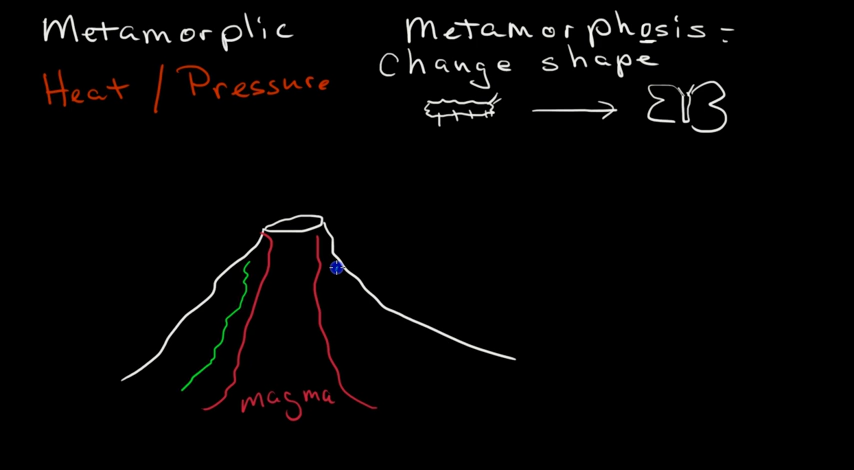 Metamorphic
Heat / Pressure
Metamorphosis =
Change shape
magma